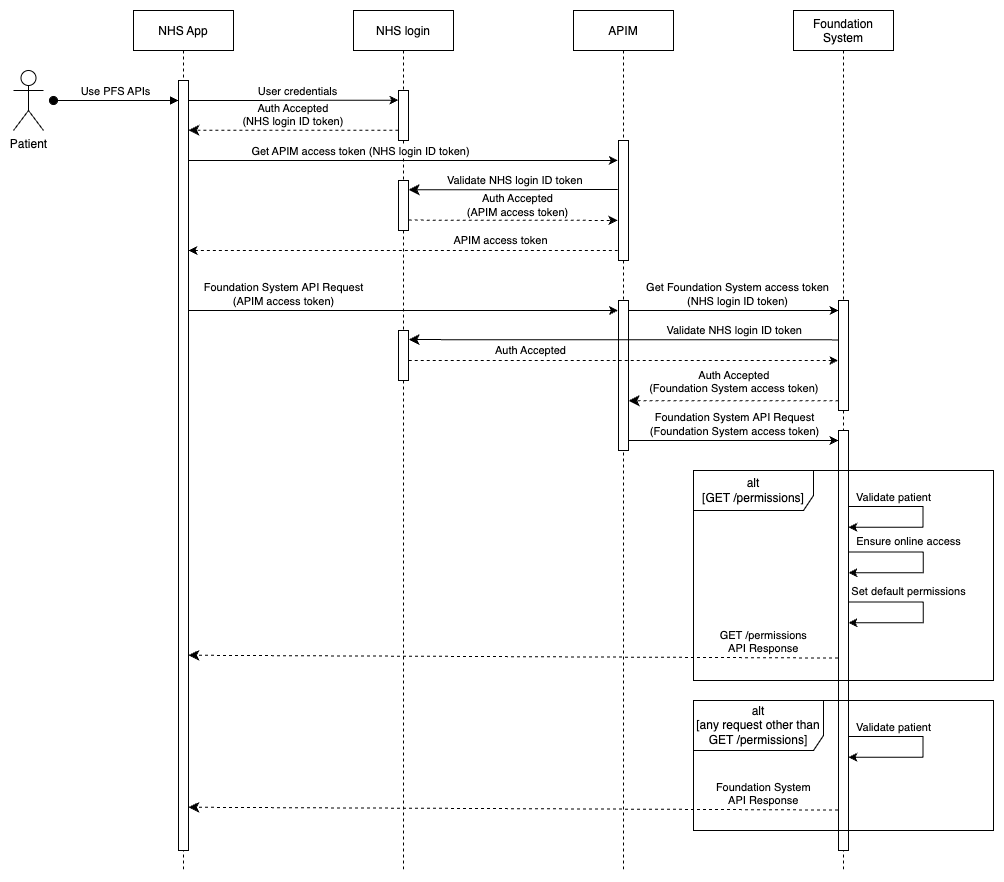 NHS App
NHS login
APIM
Foundation
System
Patient
Use PFS APIs
User credentials
Auth Accepted
(NHS login ID token)
Get APIM access token (NHS login ID token)
Validate NHS login ID token
Auth Accepted
(APIM access token)
APIM access token
Foundation System API Request
(APIM access token)
Get Foundation System access token
(NHS login ID token)
Validate NHS login ID token
Auth Accepted
Auth Accepted
(Foundation System access token)
Foundation System API Request
(Foundation System access token)
alt
[GET /permissions]
Validate patient
Ensure online access
Set default permissions
GET /permissions
API Response
alt
[any request other than
GET /permissions]
Validate patient
Foundation System
API Response